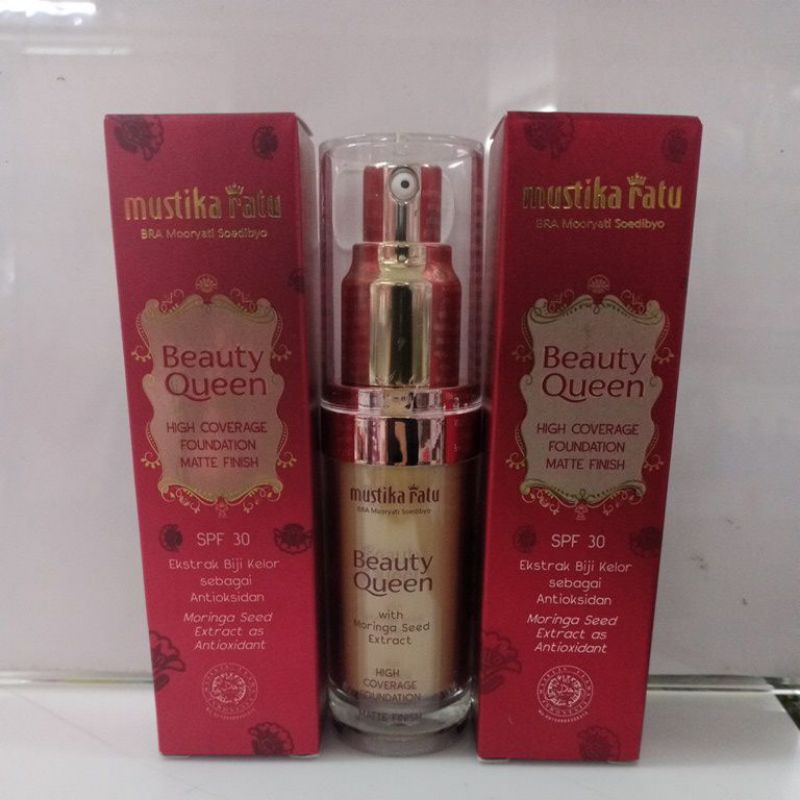 mustika ratu
BRA Mooryati Soedibyo
Beauty
Queen
HIGH COVERAGE
FOUNDATION
MATTE FINISH
SPF 30
Ekstrak Biji Kelor
sebagai
Antioksidan
Moringa Seed
Extract as
Antioxidant
mustika ratu
BRA Mooryati Soedibyo
Beauty
Queen
with
Moringa Seed
Extract
HIGH
COVERAGE
FOUNDATION
MATTE FINISH
mustika ratu
BRA Mooryati Soedibyo
Beauty
Queen
HIGH COVERAGE
FOUNDATION
MATTE FINISH
SPF 30
Ekstrak Biji Kelor
sebagai
Antioksidan
Moringa Seed
Extract as
Antioxidant